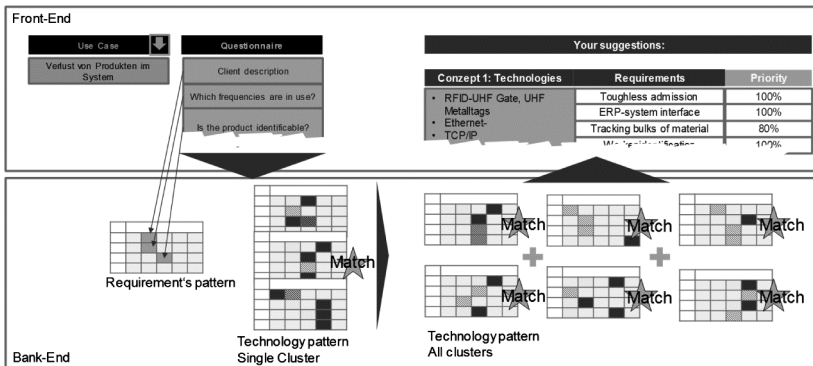 Front-End
Use Case
Verlust von Produkten im
System
Questionnaire
Client description
Which frequencies are in use?
Is the product identifiable?
Your suggestions:
Conzept 1: Technologies
Requirements
Priority
• RFID-UHF Gate, UHF
Metalltags
• Ethernet-
• TCP/IP
Toughless admission
100%
ERP-system interface
100%
Tracking bulks of material
80%
100%
Requirement's pattern
Match
Technology pattern
Single Cluster
Match
Match
Match
Match
Match
Match
Technology pattern
All clusters
Bank-End